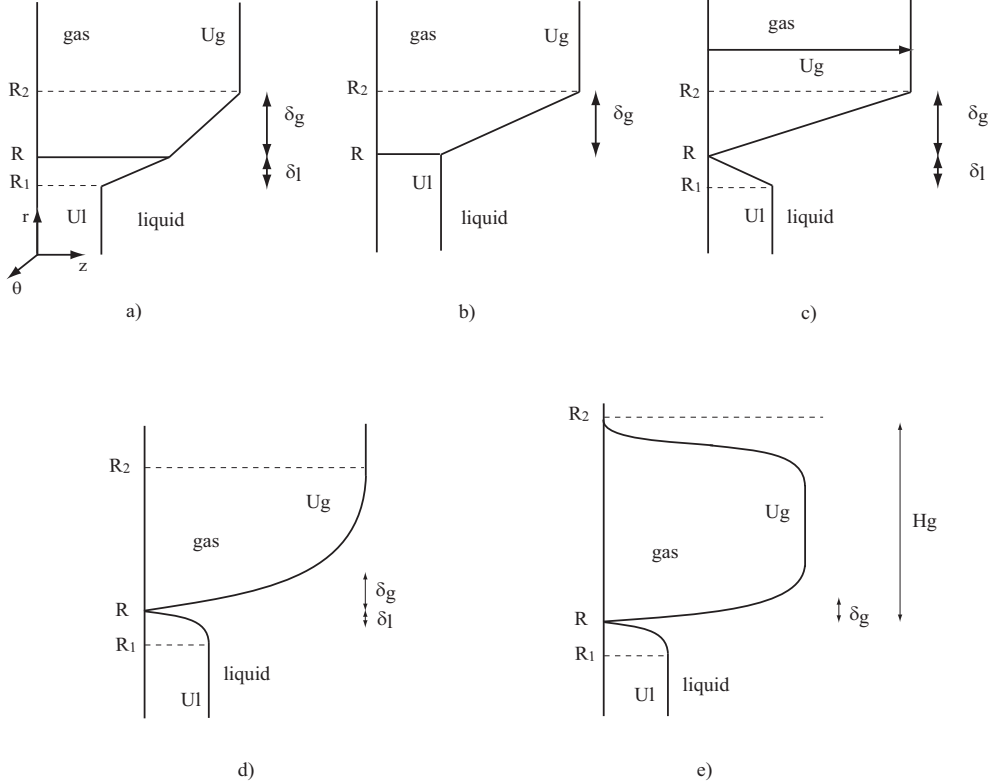 gas
Ug
R2
δg
R
δl
R1
r
Ul
liquid
z
θ
a)
gas
Ug
R2
δg
R
Ul
liquid
b)
gas
Ug
R2
δg
R
δl
R1
Ul
liquid
c)
R2
Ug
gas
δg
R
δl
R1
liquid
Ul
d)
R2
Ug
Hg
gas
δg
R
R1
Ul
liquid
e)